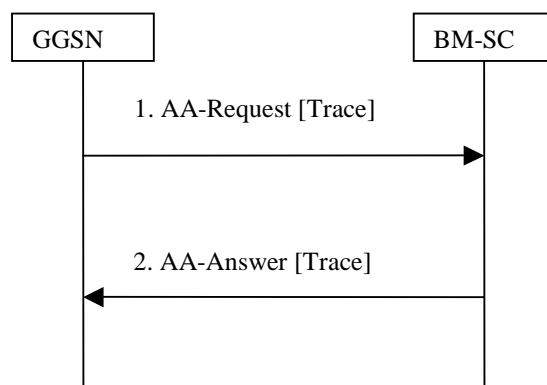 GGSN
BM-SC
1. AA-Request [Trace]
2. AA-Answer [Trace]